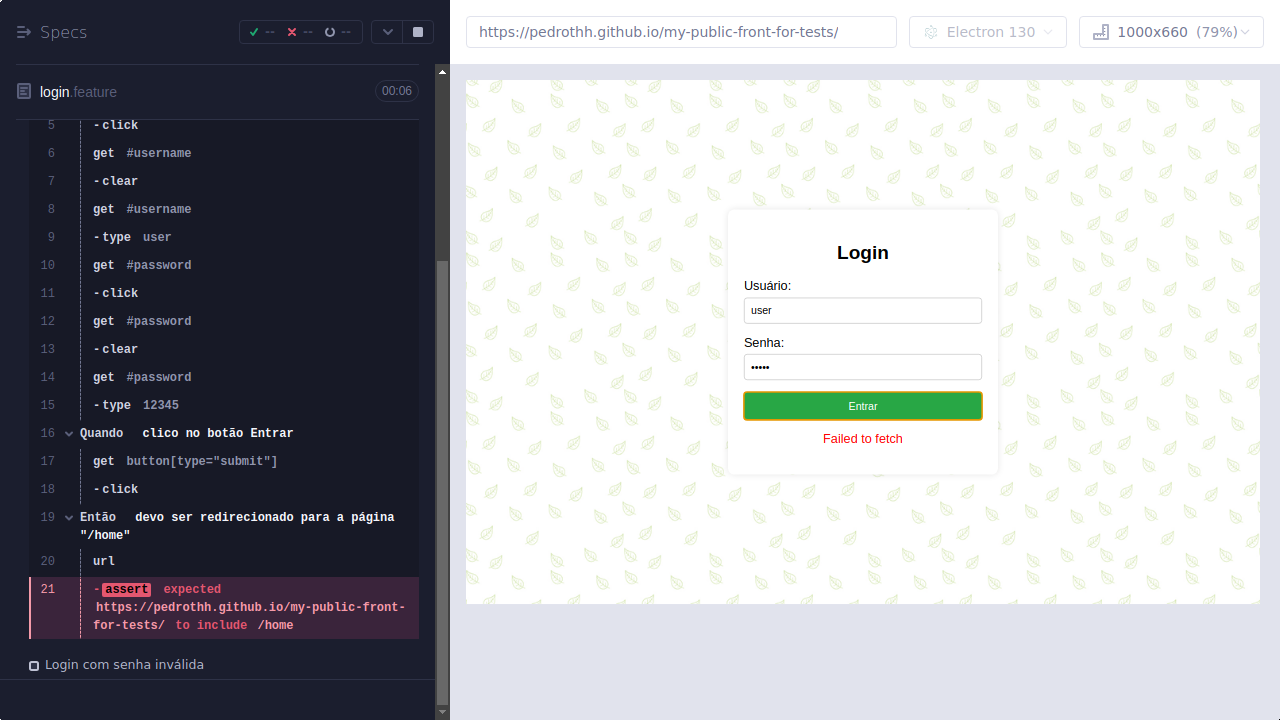 Specs
-- -- --
login.feature 00:06
5 -click
6 get #username
7 -clear
8 get #username
9 -type user
10 get #password
11 -click
12 get #password
13 -clear
14 get #password
15 -type 12345
16 Quando clico no botão Entrar
17 get button[type="submit"]
18 -click
19 Então devo ser redirecionado para a página
"/home"
20 url
21 -assert expected
https://pedrothh.github.io/my-public-front-
for-tests/ to include /home
Login com senha inválida
https://pedrothh.github.io/my-public-front-for-tests/
Electron 130
1000x660 (79%)
Login
Usuário:
user
Senha:
•••••
Entrar
Failed to fetch